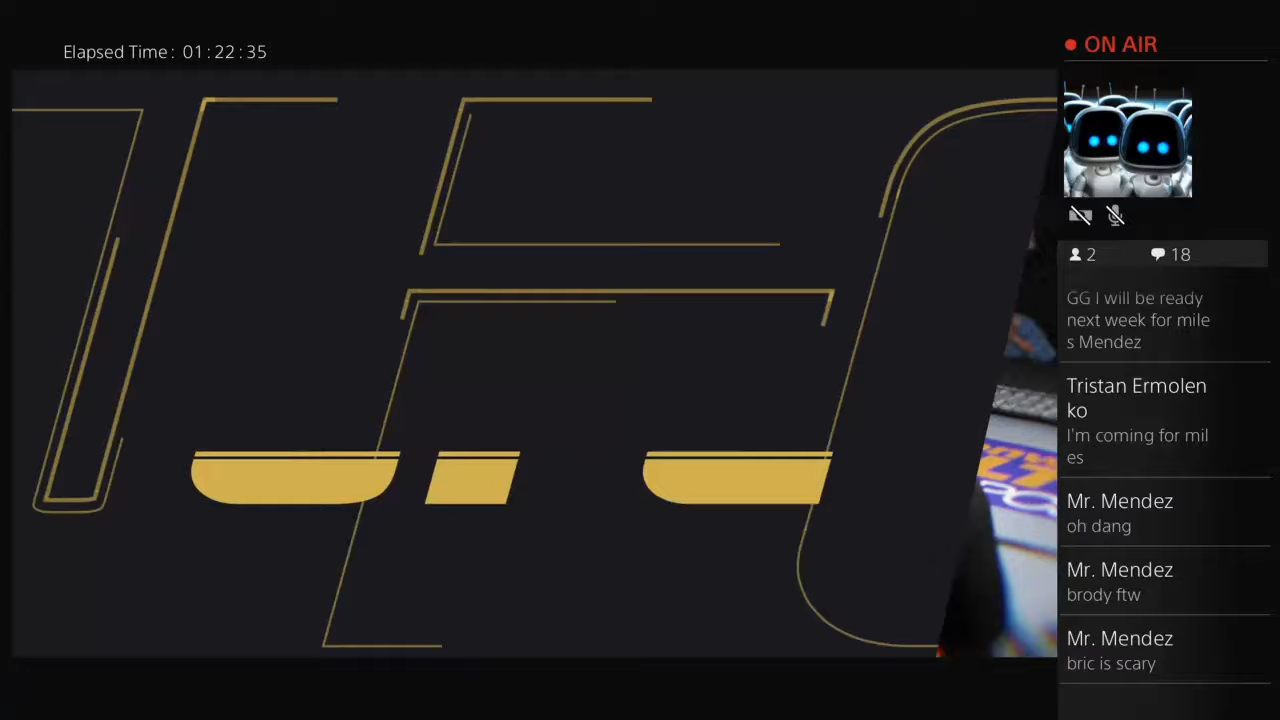 Elapsed Time: 01:22:35
ON AIR
2
18
GG I will be ready
next week for mile
s Mendez
Tristan Ermolen
ko
I'm coming for mil
es
Mr. Mendez
oh dang
Mr. Mendez
brody ftw
Mr. Mendez
bric is scary